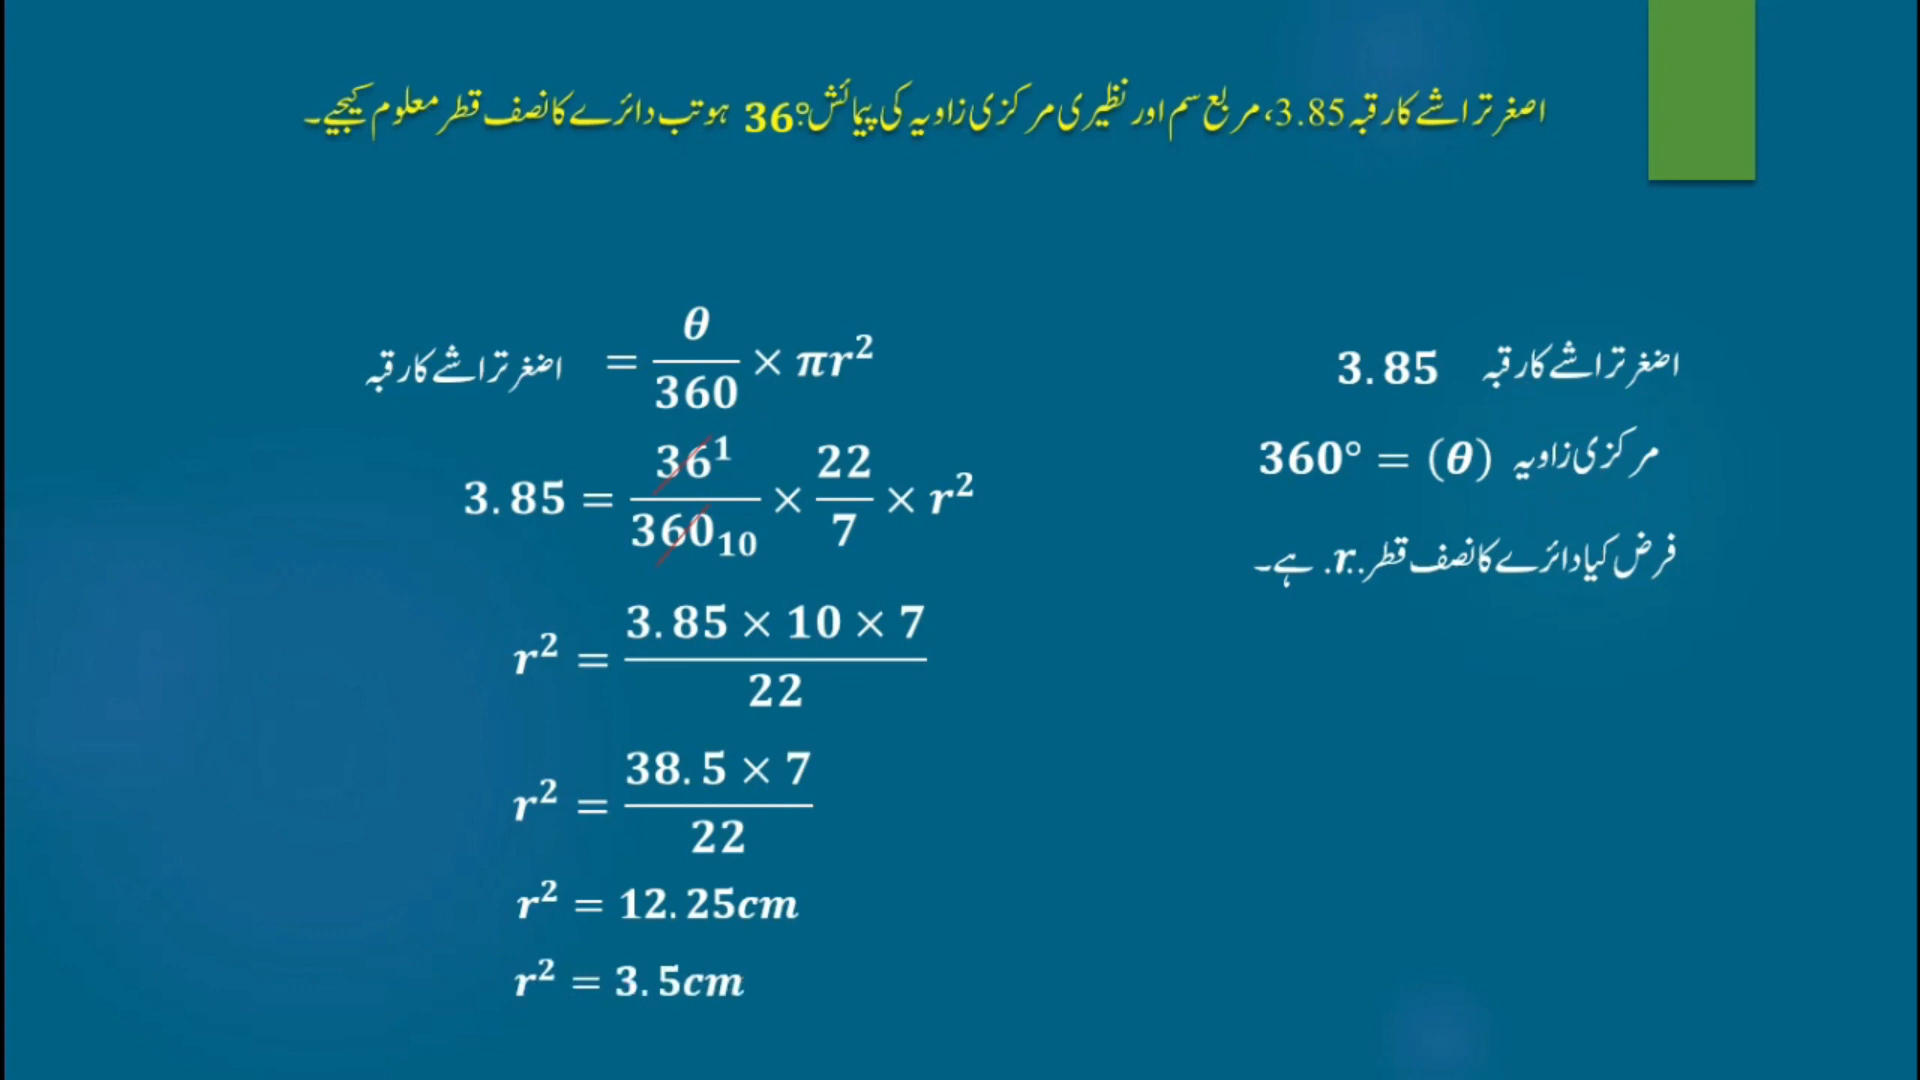 اصغر تراشے کا رقبہ 3.85، مربع سم اور نظیری مرکزی زاویہ کی پیمائش 36° ہو تب دائرے کا نصف قطر معلوم کیجیے۔
اضغر تراشے کا رقبہ 3.85
مرکزی زاویہ (θ) = 360°
فرض کیا دائرے کا نصف قطر..r. ہے۔
اضغر تراشے کا رقبہ = θ/360 × πr²
3.85 = 36¹/360₁₀ × 22/7 × r²
r² = 3.85 × 10 × 7/22
r² = 38.5 × 7/22
r² = 12.25cm
r² = 3.5cm